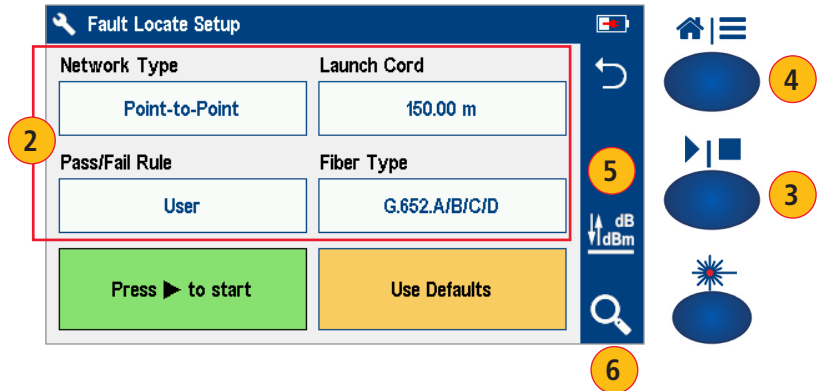 Fault Locate Setup
Network Type
Launch Cord
Point-to-Point
150.00 m
4
2
Pass/Fail Rule
Fiber Type
5
3
User
G.652.A/B/C/D
dB
dBm
Press ▶ to start
Use Defaults
6